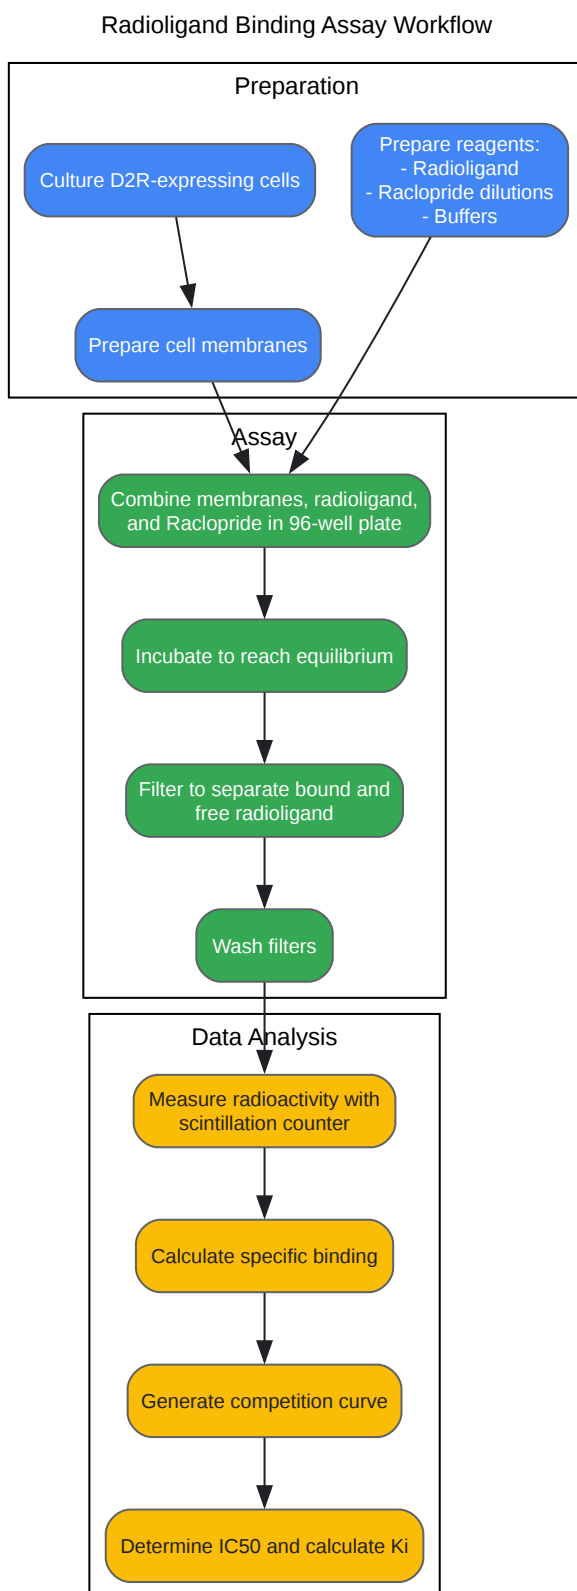 Radioligand Binding Assay Workflow
Preparation
Culture D2R-expressing cells
Prepare reagents:
- Radioligand
- Raclopride dilutions
- Buffers
Prepare cell membranes
Assay
Combine membranes, radioligand,
and Raclopride in 96-well plate
Incubate to reach equilibrium
Filter to separate bound and
free radioligand
Wash filters
Data Analysis
Measure radioactivity with
scintillation counter
Calculate specific binding
Generate competition curve
Determine IC50 and calculate Ki